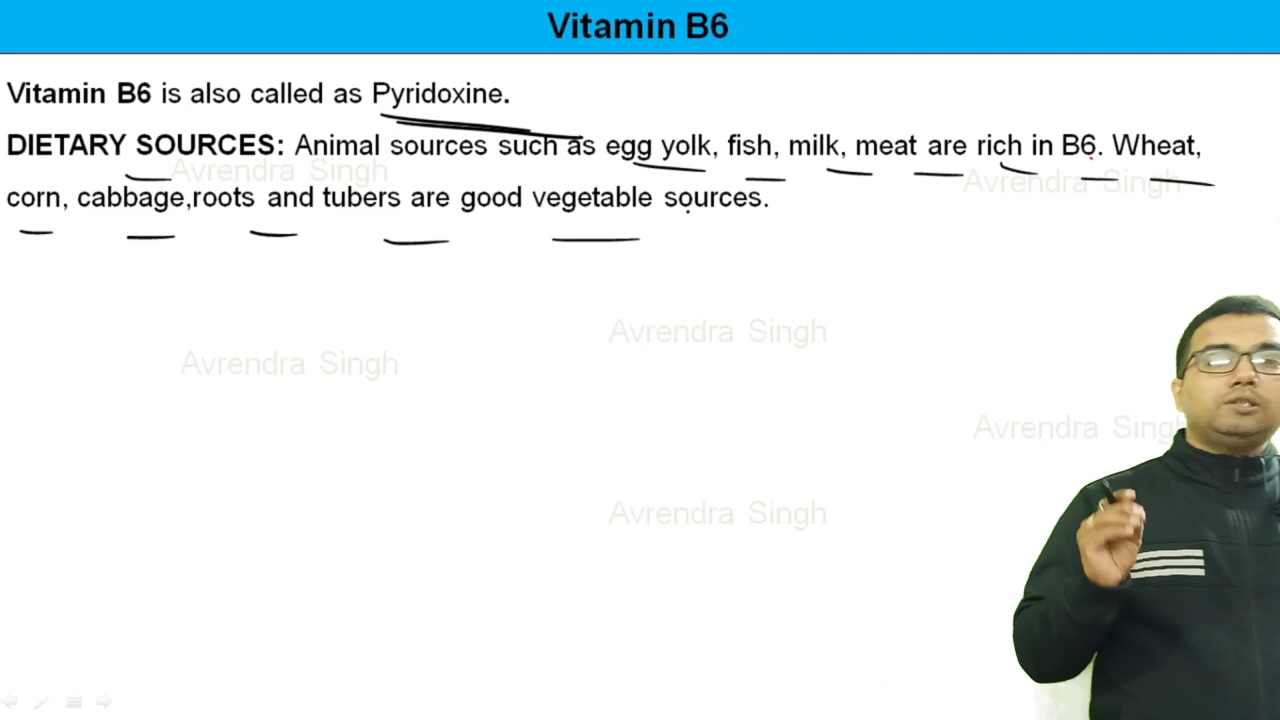 Vitamin B6
Vitamin B6 is also called as Pyridoxine.
DIETARY SOURCES: Animal sources such as egg yolk, fish, milk, meat are rich in B6. Wheat,
Avrendra Singh
Avrendra Singh
corn, cabbage,roots and tubers are good vegetable sources.
Avrendra Singh
Avrendra Singh
Avrendra Singh
Avrendra Singh